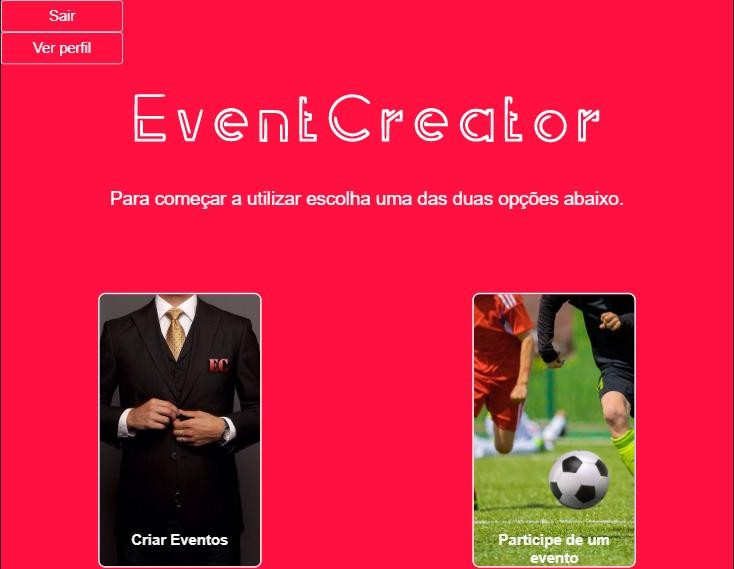 Sair
Ver perfil
EventCreator
Para começar a utilizar escolha uma das duas opções abaixo.
EC
Criar Eventos
Participe de um
evento